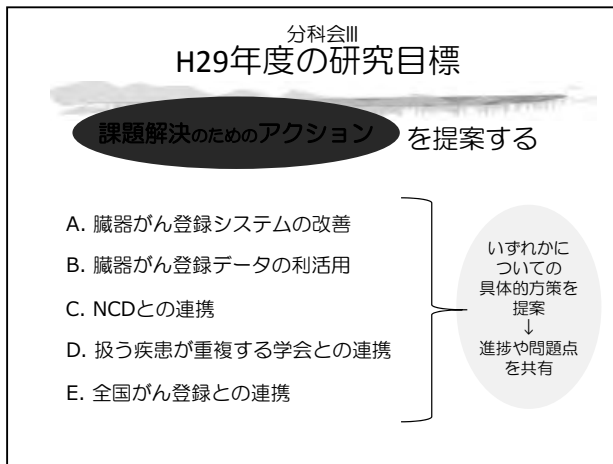 分科会Ⅲ
H29年度の研究目標
課題解決のためのアクション を提案する
A. 臓器がん登録システムの改善
B. 臓器がん登録データの利活用
C. NCDとの連携
D. 扱う疾患が重複する学会との連携
E. 全国がん登録との連携
いずれかに
ついての
具体的方策を
提案
↓
進捗や問題点
を共有